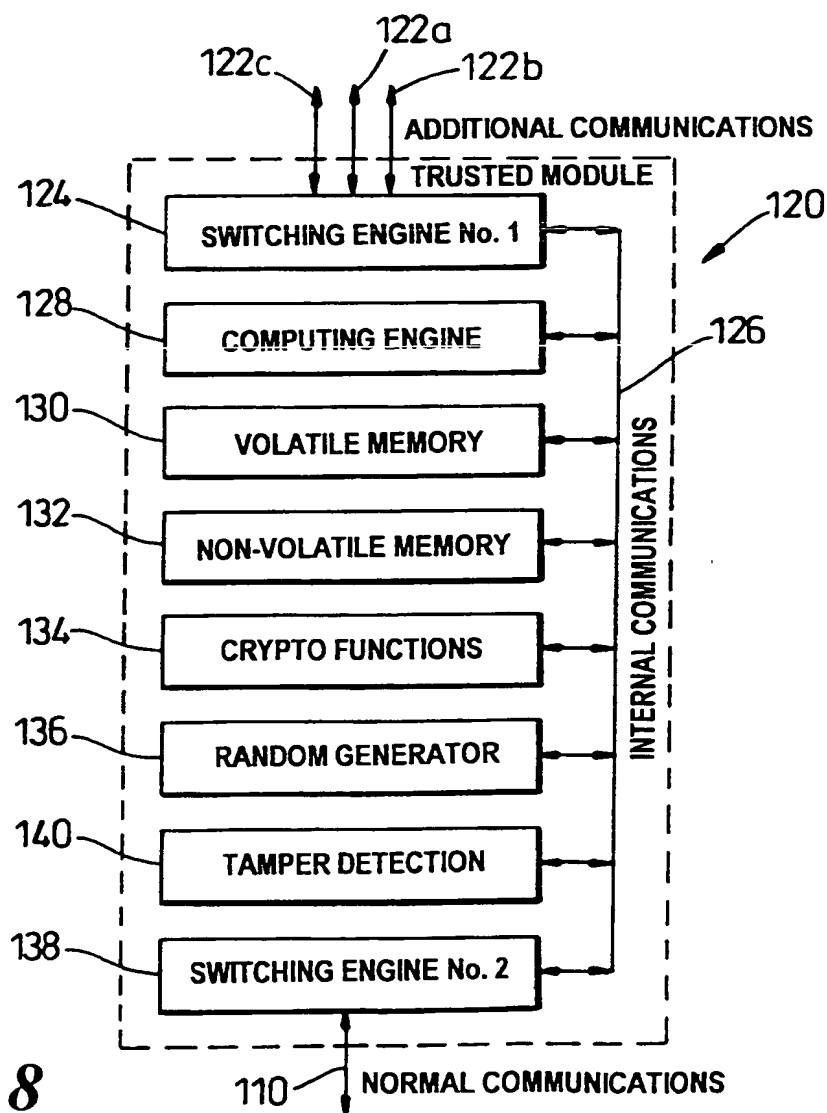 122a
122c
122b
ADDITIONAL COMMUNICATIONS
TRUSTED MODULE
124
SWITCHING ENGINE No. 1
120
128
COMPUTING ENGINE
126
130
VOLATILE MEMORY
132
NON-VOLATILE MEMORY
INTERNAL COMMUNICATIONS
134
CRYPTO FUNCTIONS
136
RANDOM GENERATOR
140
TAMPER DETECTION
138
SWITCHING ENGINE No. 2
8
110
NORMAL COMMUNICATIONS